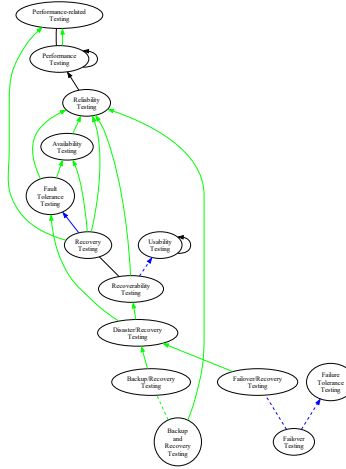 Performance-related
Testing
Performance
Testing
Reliability
Testing
Availability
Testing
Fault
Tolerance
Testing
Recovery
Testing
Usability
Testing
Recoverability
Testing
Disaster/Recovery
Testing
Backup/Recovery
Testing
Failover/Recovery
Testing
Failure
Tolerance
Testing
Backup
and
Recovery
Testing
Failover
Testing